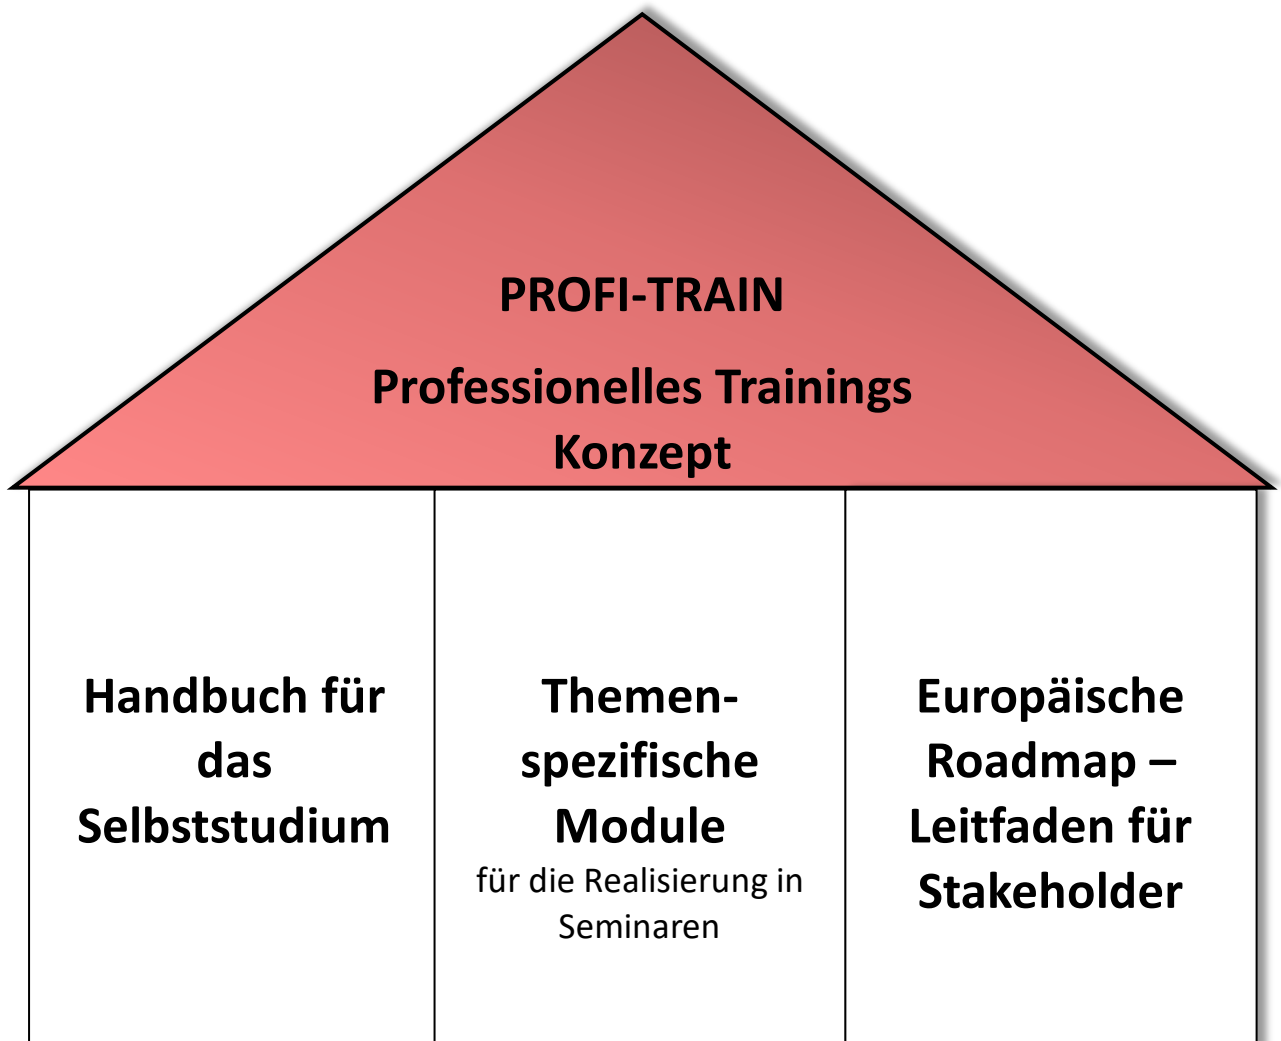 PROFI-TRAIN
Professionelles Trainings
Konzept
Handbuch für
das
Selbststudium
Themen-
spezifische
Module
für die Realisierung in
Seminaren
Europäische
Roadmap –
Leitfaden für
Stakeholder